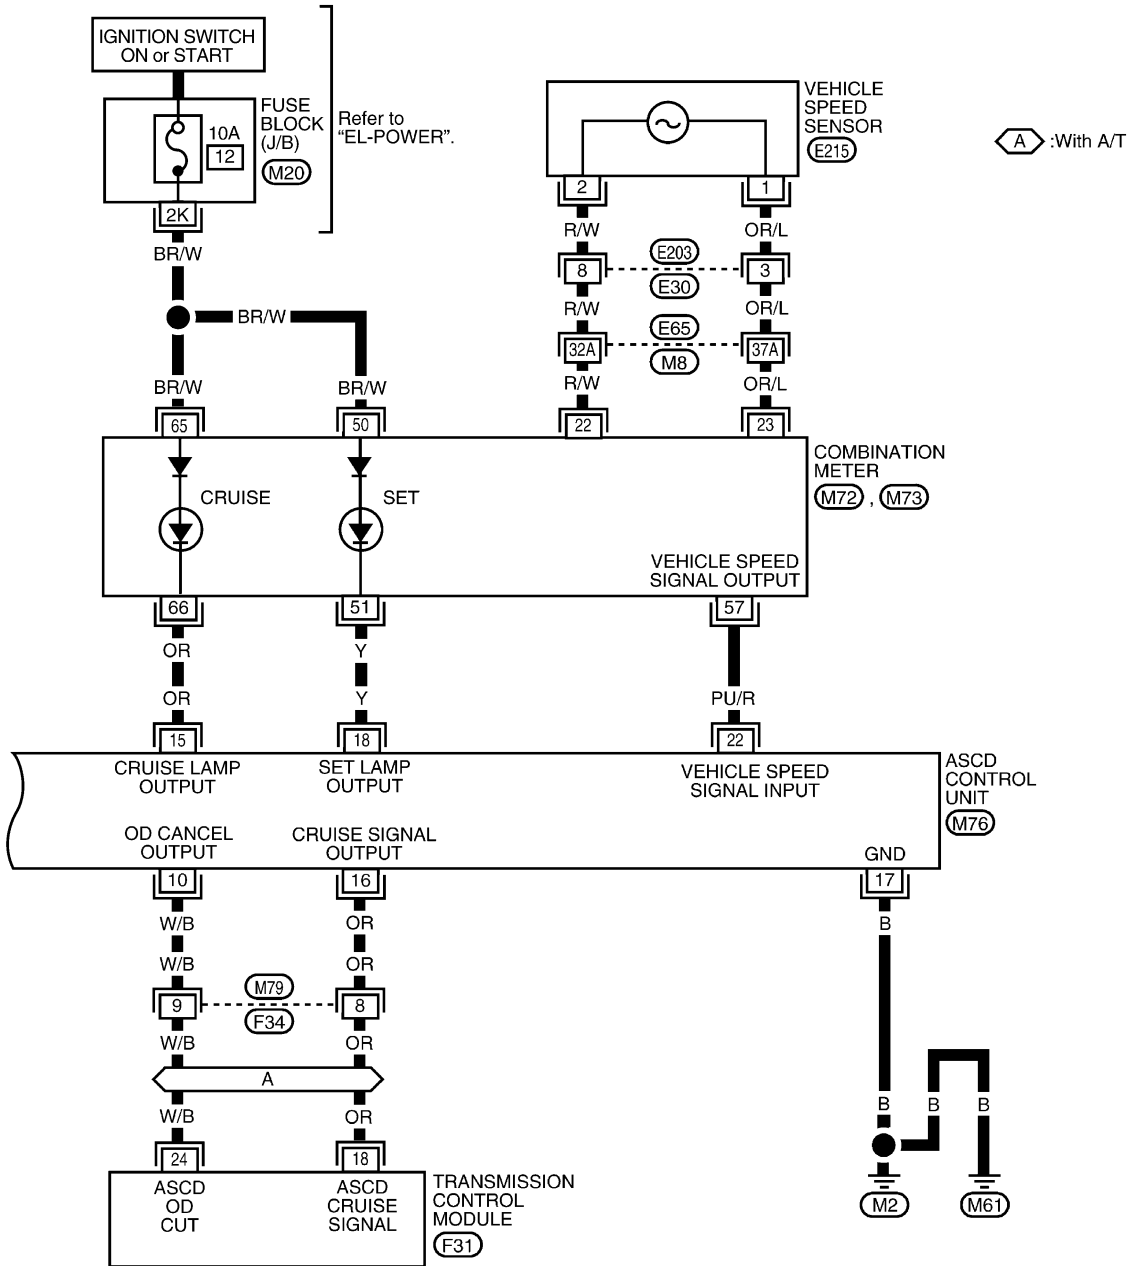 IGNITION SWITCH
ON or START
FUSE
BLOCK
(J/B)
M20
10A
12
2K
Refer to
“EL-POWER”.
VEHICLE
SPEED
SENSOR
E215
A :With A/T
2
1
BR/W
R/W
OR/L
8
E203
E30
3
BR/W
R/W
OR/L
32A
E65
M8
37A
BR/W
BR/W
R/W
OR/L
65
50
22
23
COMBINATION
METER
M72 , M73
CRUISE
SET
VEHICLE SPEED
SIGNAL OUTPUT
66
51
57
OR
Y
OR
Y
PU/R
15
18
22
CRUISE LAMP
OUTPUT
SET LAMP
OUTPUT
VEHICLE SPEED
SIGNAL INPUT
ASCD
CONTROL
UNIT
M76
OD CANCEL
OUTPUT
CRUISE SIGNAL
OUTPUT
GND
10
16
17
W/B
OR
B
W/B
OR
9
M79
F34
8
W/B
OR
A
W/B
OR
B
B
B
24
18
ASCD
OD
CUT
ASCD
CRUISE
SIGNAL
TRANSMISSION
CONTROL
MODULE
F31
M2
M61